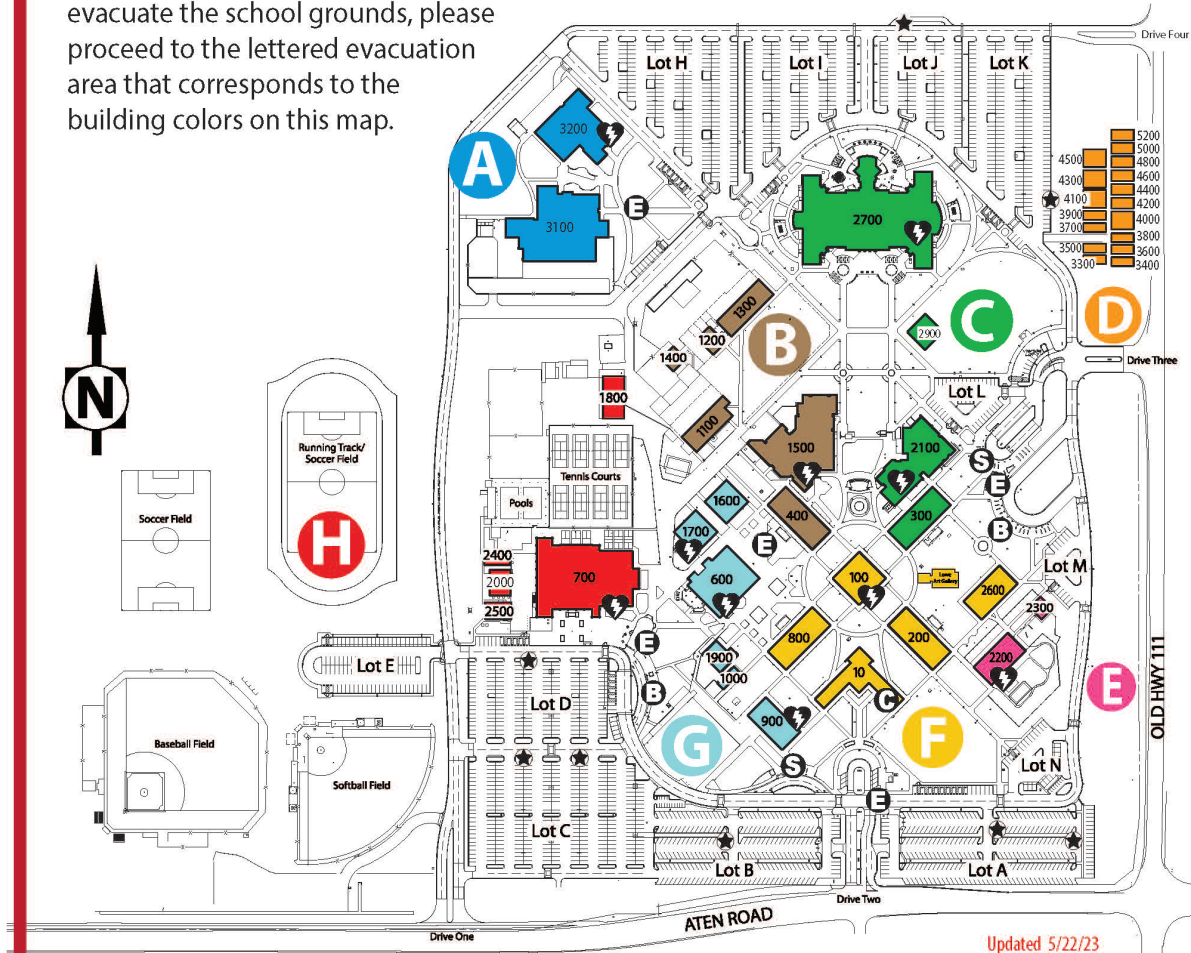 evacuate the school grounds, please
proceed to the lettered evacuation
area that corresponds to the
building colors on this map.
Drive Four
Lot H
Lot I
Lot J
Lot K
3200
A
5200
5000
4500
4800
4300
4600
4400
4100
4200
3900
4000
3700
3800
3500
3600
3300
3400
E
2700
3100
1300
B
C
D
1200
2900
1400
Drive Three
N
1800
Lot L
1100
1500
2100
Running Track/
Soccer Field
Tennis Courts
S
E
Pools
1600
400
300
Soccer Field
1700
B
H
E
2400
700
600
100
Love
Art Gallery
Lot M
2000
2600
2500
2300
800
200
E
1900
2200
Lot E
1000
10
B
C
E
OLD HWY 111
Lot D
900
G
F
Baseball Field
S
Lot N
Softball Field
E
Lot C
Lot B
Lot A
Drive Two
ATEN ROAD
Drive One
Updated 5/22/23